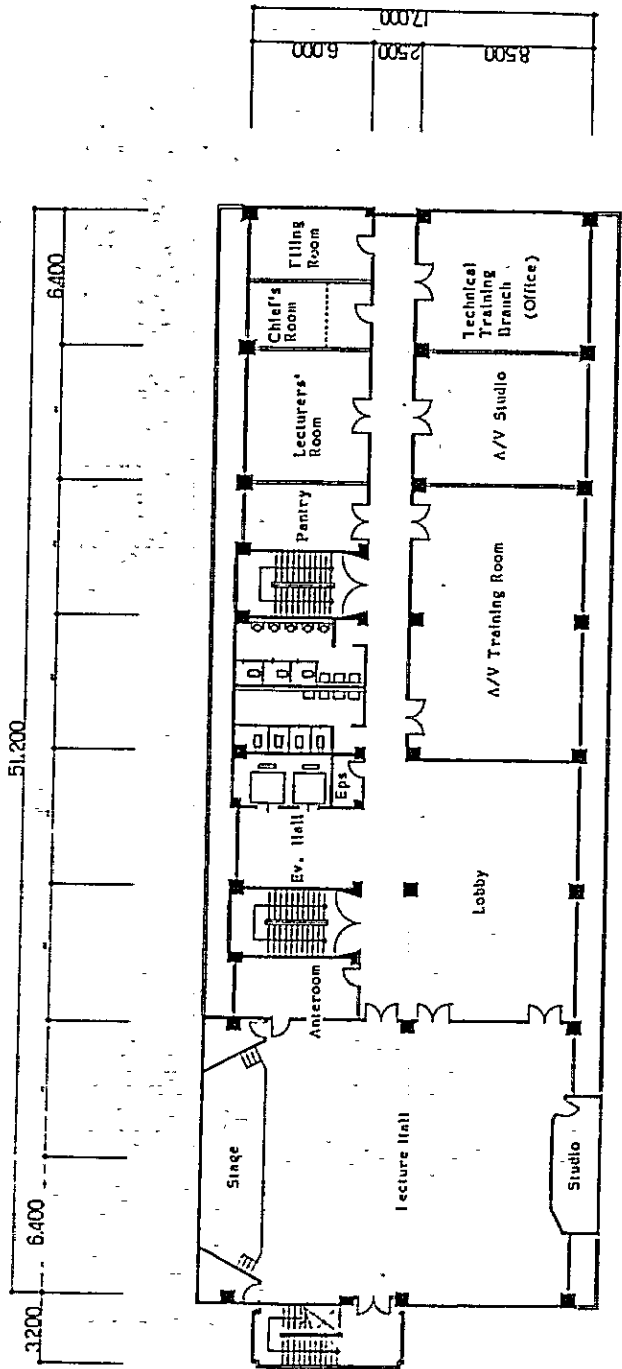 17.000
6.000
2.500
8.500
51.200
6.400
6.400
3.200
Filling
Room
Chief's
Room
Lecturers'
Room
Pantry
Eps
Ev. Hall
Anteroom
Stage
Technical
Training
Branch
(Office)
A/V Studio
A/V Training Room
Lobby
Lecture Hall
Studio